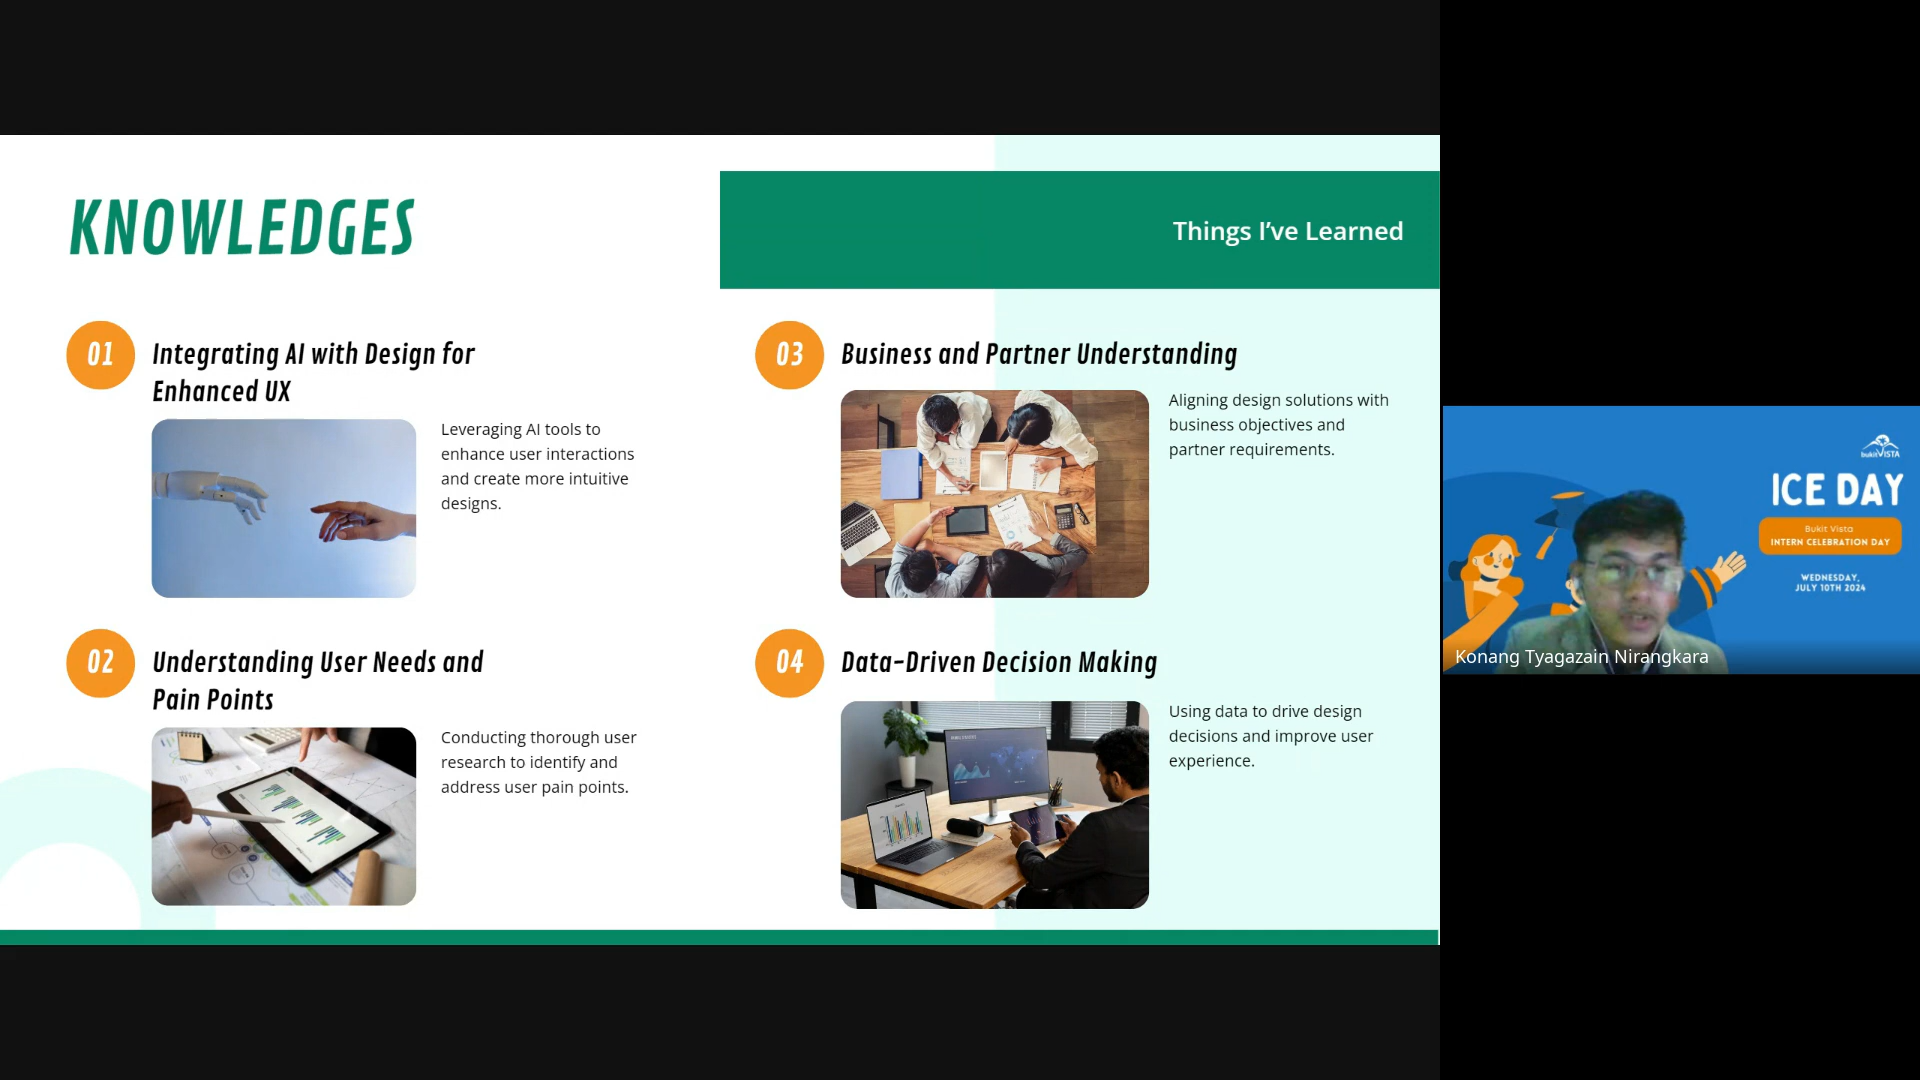 KNOWLEDGES
Things I’ve Learned
01
Integrating AI with Design for
Enhanced UX
Leveraging AI tools to
enhance user interactions
and create more intuitive
designs.
02
Understanding User Needs and
Pain Points
Conducting thorough user
research to identify and
address user pain points.
03
Business and Partner Understanding
Aligning design solutions with
business objectives and
partner requirements.
04
Data-Driven Decision Making
Using data to drive design
decisions and improve user
experience.
bukitVISTA
ICE DAY
Bukit Vista
INTERN CELEBRATION DAY
WEDNESDAY,
JULY 10TH 2024
Konang Tyagazain Nirangkara